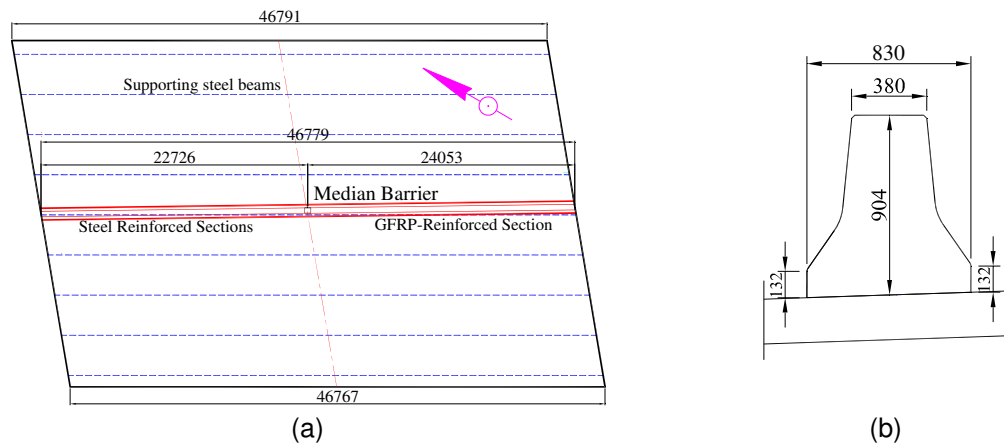 46791
Supporting steel beams
46779
22726
24053
Median Barrier
Steel Reinforced Sections
GFRP-Reinforced Section
46767
(a)
830
380
904
132
132
(b)